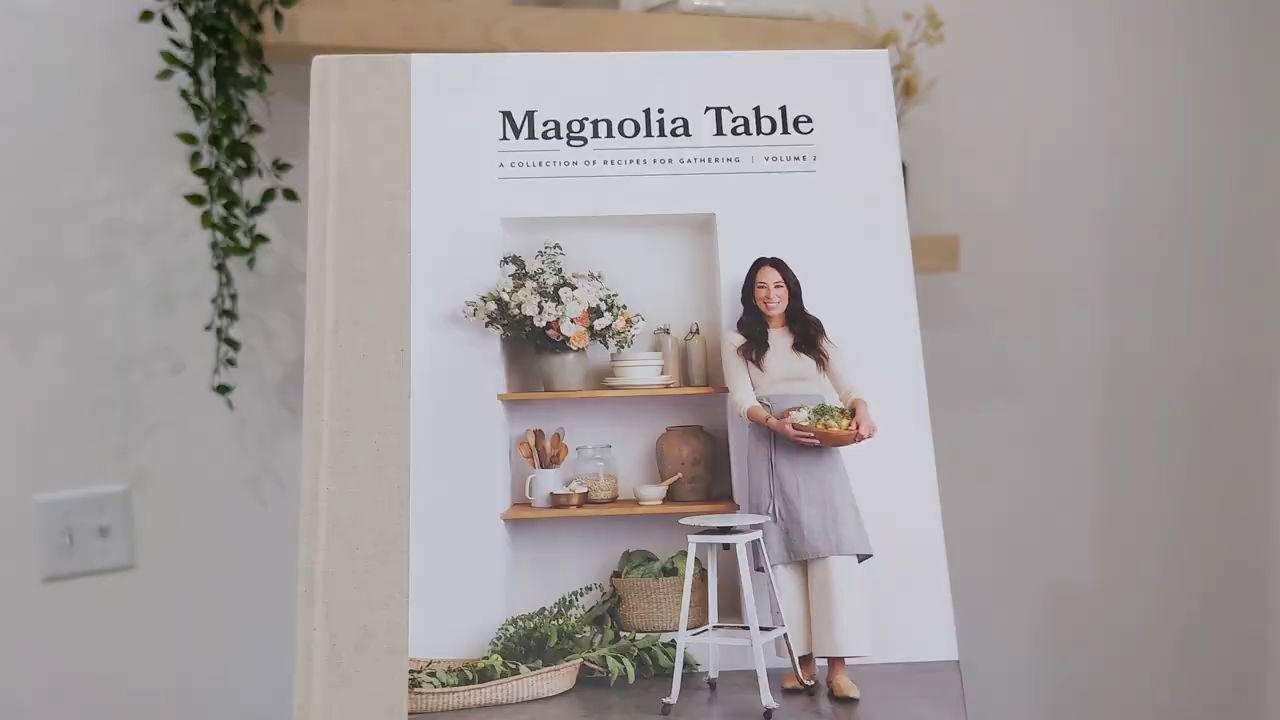 Magnolia Table
A COLLECTION OF RECIPES FOR GATHERING | VOLUME 2